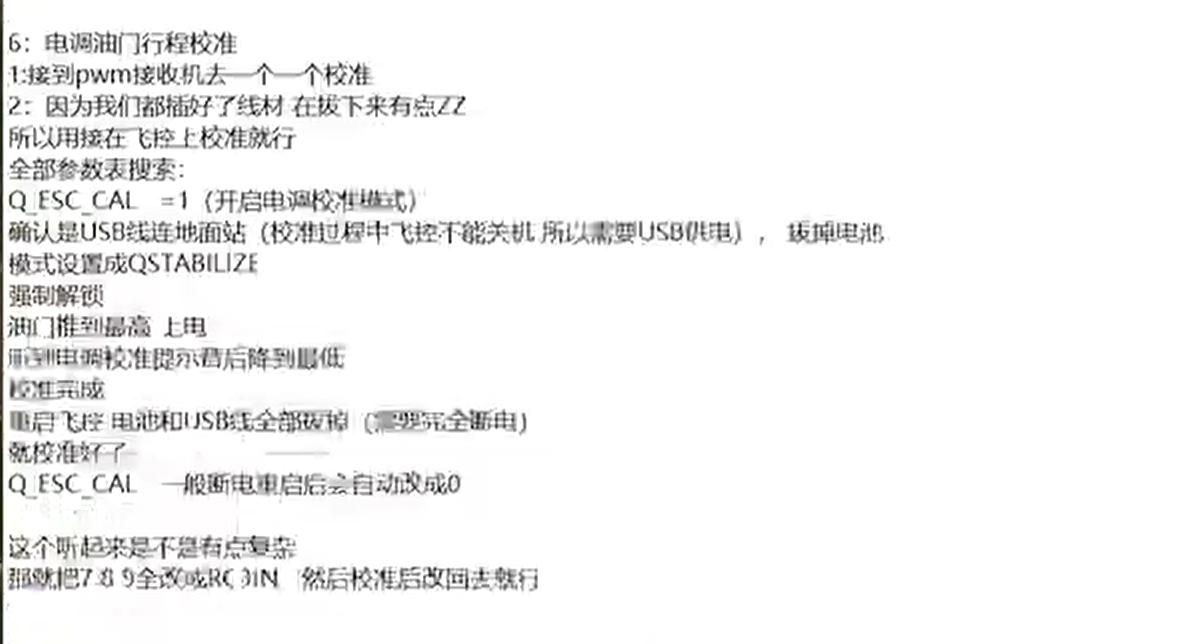 6：电调油门行程校准
1:接到pwm接收机去一个一个校准
2：因为我们都插好了线材 在拔下来有点ZZ
所以用接在飞控上校准就行
全部参数表搜索：
Q_ESC_CAL =1（开启电调校准模式）
确认是USB线连地面站（校准过程中飞控不能关机 所以需要USB供电），拔掉电池
模式设置成QSTABILIZE
强制解锁
油门推到最高 上电
听到电调校准提示音后降到最低
校准完成
重启飞控 电池和USB线全部拔掉（需要完全断电）
就校准好了
Q_ESC_CAL 一般断电重启后会自动改成0
这个听起来是不是有点复杂
那就把7 8 9全改成RC3IN 然后校准后改回去就行